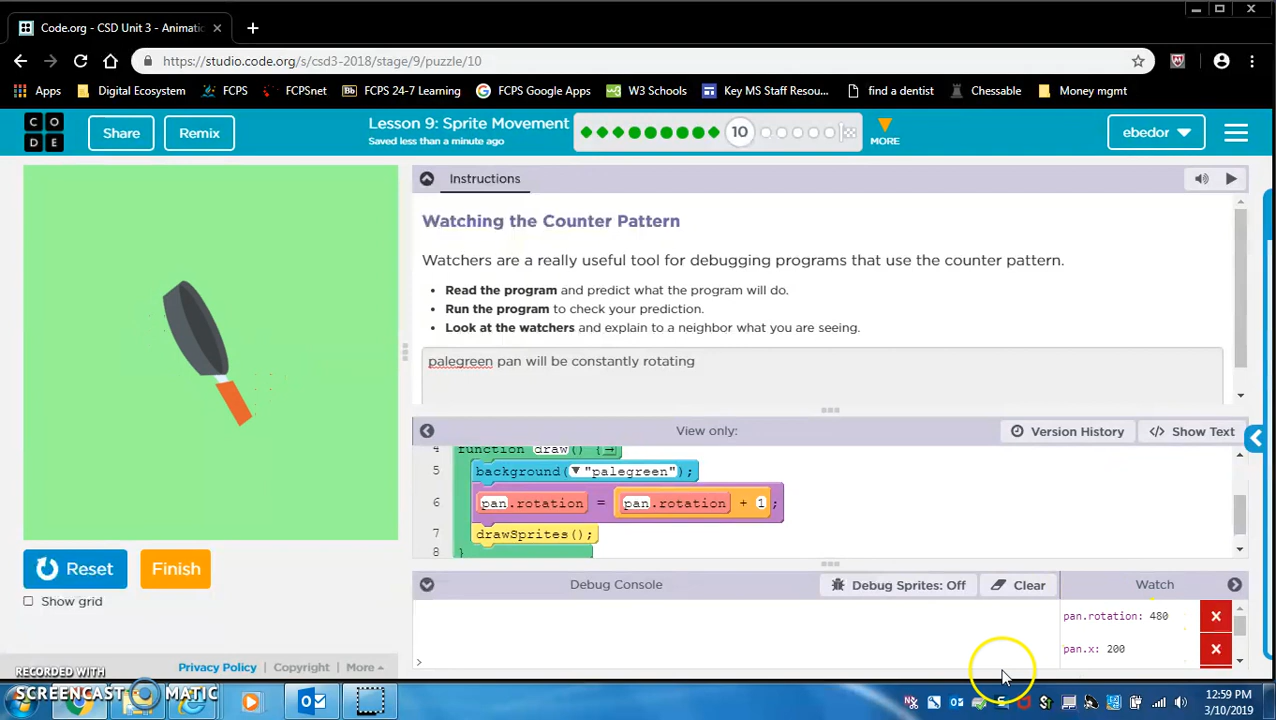 Code.org - CSD Unit 3 - Animatio
https://studio.code.org/s/csd3-2018/stage/9/puzzle/10
Apps Digital Ecosystem FCPS FCPSnet Bb FCPS 24-7 Learning G FCPS Google Apps W3 Schools Key MS Staff Resou... find a dentist Chessable Money mgmt
C O D E Share Remix Lesson 9: Sprite Movement 10 MORE ebedor
Saved less than a minute ago
Instructions
Watching the Counter Pattern
Watchers are a really useful tool for debugging programs that use the counter pattern.
Read the program and predict what the program will do.
Run the program to check your prediction.
Look at the watchers and explain to a neighbor what you are seeing.
palegreen pan will be constantly rotating
View only: Version History </> Show Text
4 function draw() {
5 background("palegreen");
6 pan.rotation = pan.rotation + 1;
7 drawSprites();
8 }
Reset Finish
Show grid
Debug Console Debug Sprites: Off Clear Watch
pan.rotation: 480 X
pan.x: 200 X
>
Privacy Policy | Copyright | More
RECORDED WITH
SCREENCAST MATIC
12:59 PM
3/10/2019